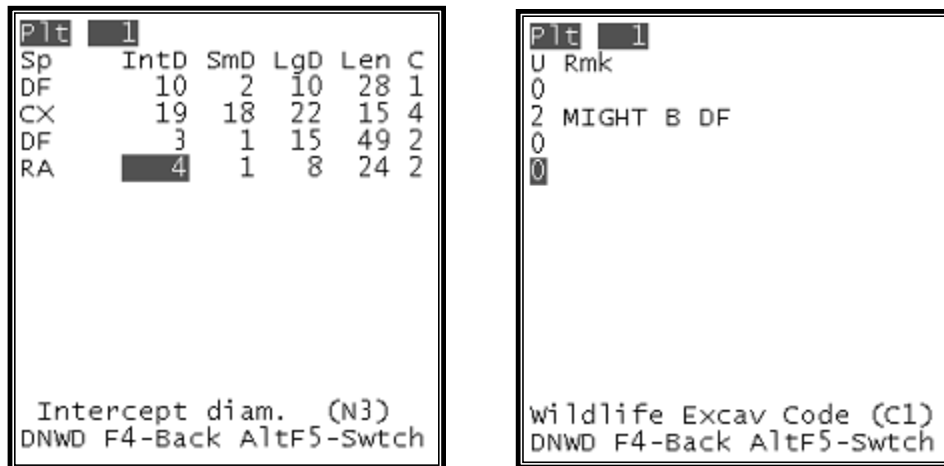 Plt 1
Sp IntD SmD LgD Len C
DF 10 2 10 28 1
CX 19 18 22 15 4
DF 3 1 15 49 2
RA 4 1 8 24 2
Intercept diam. (N3)
DNWD F4-Back AltF5-Swtch
Plt 1
U Rmk
0
2 MIGHT B DF
0
0
Wildlife Excav Code (C1)
DNWD F4-Back AltF5-Swtch